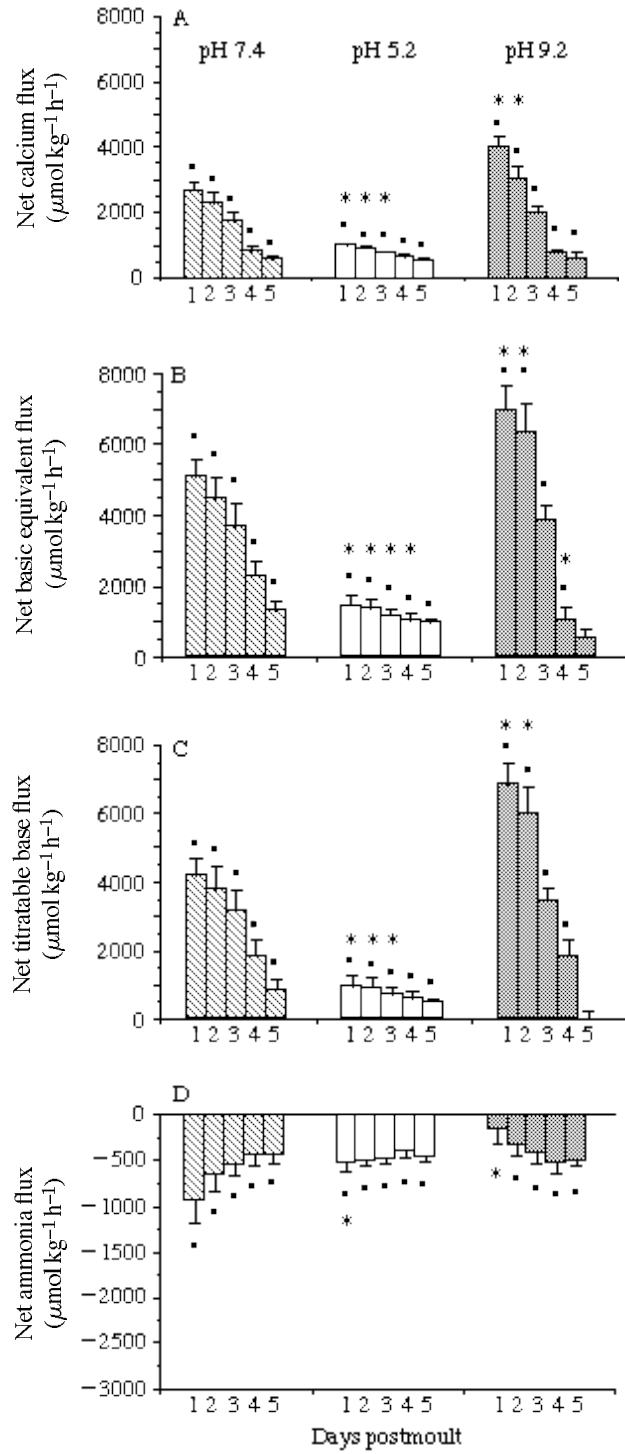 A
pH 7.4 pH 5.2 pH 9.2
Net calcium flux
(μmol kg⁻¹ h⁻¹)
8000
6000
4000
2000
0
* * * * *
1 2 3 4 5 1 2 3 4 5 1 2 3 4 5
B
Net basic equivalent flux
(μmol kg⁻¹ h⁻¹)
8000
6000
4000
2000
0
* * * * * * *
1 2 3 4 5 1 2 3 4 5 1 2 3 4 5
C
Net titratable base flux
(μmol kg⁻¹ h⁻¹)
8000
6000
4000
2000
0
* * * * *
1 2 3 4 5 1 2 3 4 5 1 2 3 4 5
D
Net ammonia flux
(μmol kg⁻¹ h⁻¹)
0
−500
−1000
−1500
−2000
−2500
−3000
* *
1 2 3 4 5 1 2 3 4 5 1 2 3 4 5
Days postmoult